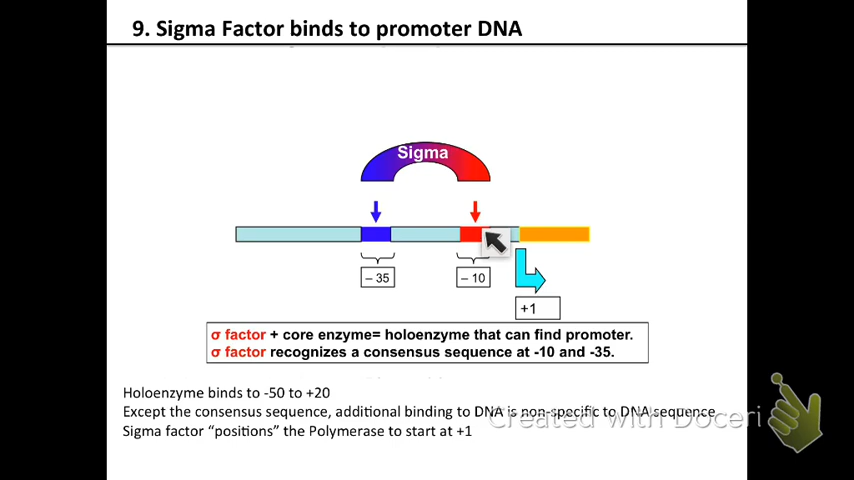 9. Sigma Factor binds to promoter DNA
Sigma
– 35
– 10
+1
σ factor + core enzyme= holoenzyme that can find promoter.
σ factor recognizes a consensus sequence at -10 and -35.
Holoenzyme binds to -50 to +20
Except the consensus sequence, additional binding to DNA is non-specific to DNA sequence
Created with Doceri
Sigma factor “positions” the Polymerase to start at +1